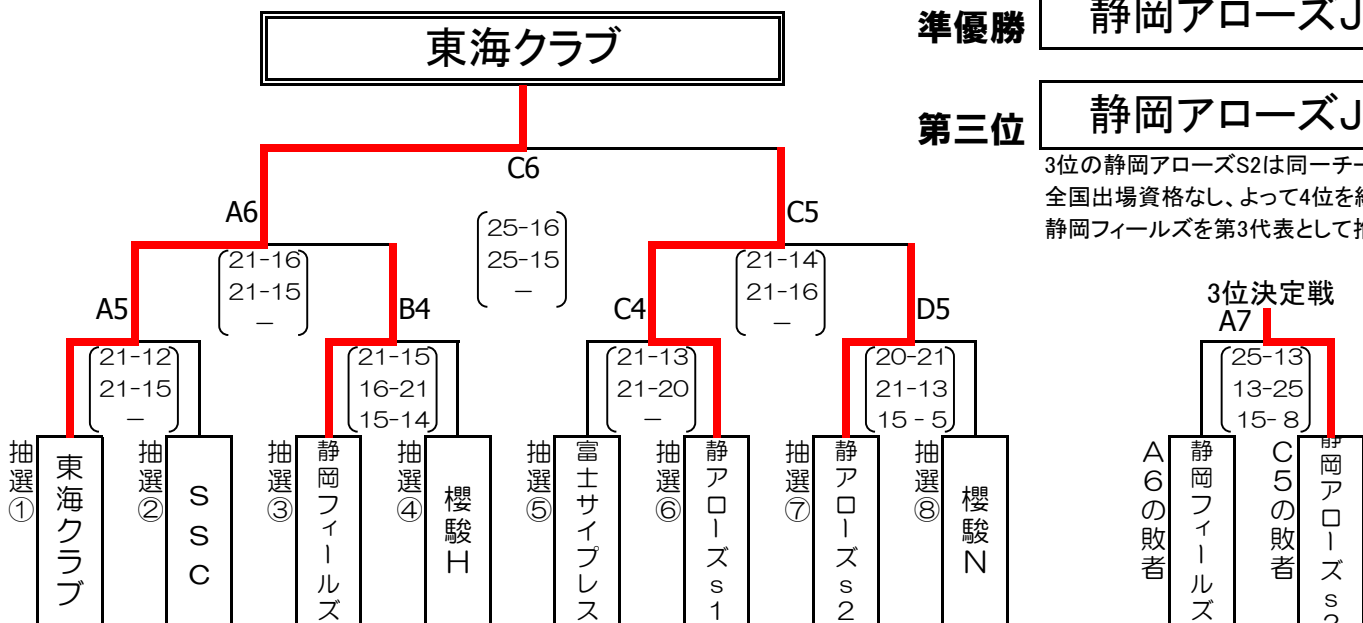 東海クラブ
準優勝
静岡アローズJ
第三位
静岡アローズJ
3位の静岡アローズS2は同一チー
全国出場資格なし、よって4位を
静岡フィールズを第3代表として
C6
A6
C5
25-16
25-15
−
21-16
21-15
−
21-14
21-16
−
A5
B4
C4
D5
3位決定戦
A7
21-12
21-15
−
21-15
16-21
15-14
21-13
21-20
−
20-21
21-13
15-5
25-13
13-25
15-8
抽選①
東海クラブ
抽選②
SSC
抽選③
静岡フィールズ
抽選④
櫻駿H
抽選⑤
富士サイプレス
抽選⑥
静アローズs1
抽選⑦
静アローズs2
抽選⑧
櫻駿N
A6の敗者
静岡フィールズ
C5の敗者
静岡アローズs2